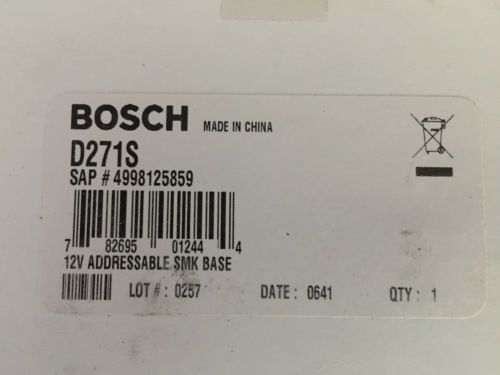 BOSCH MADE IN CHINA
D271S
SAP # 4998125859
7 82695 01244 4
12V ADDRESSABLE SMK BASE
LOT # : 0257 DATE : 0641 QTY : 1